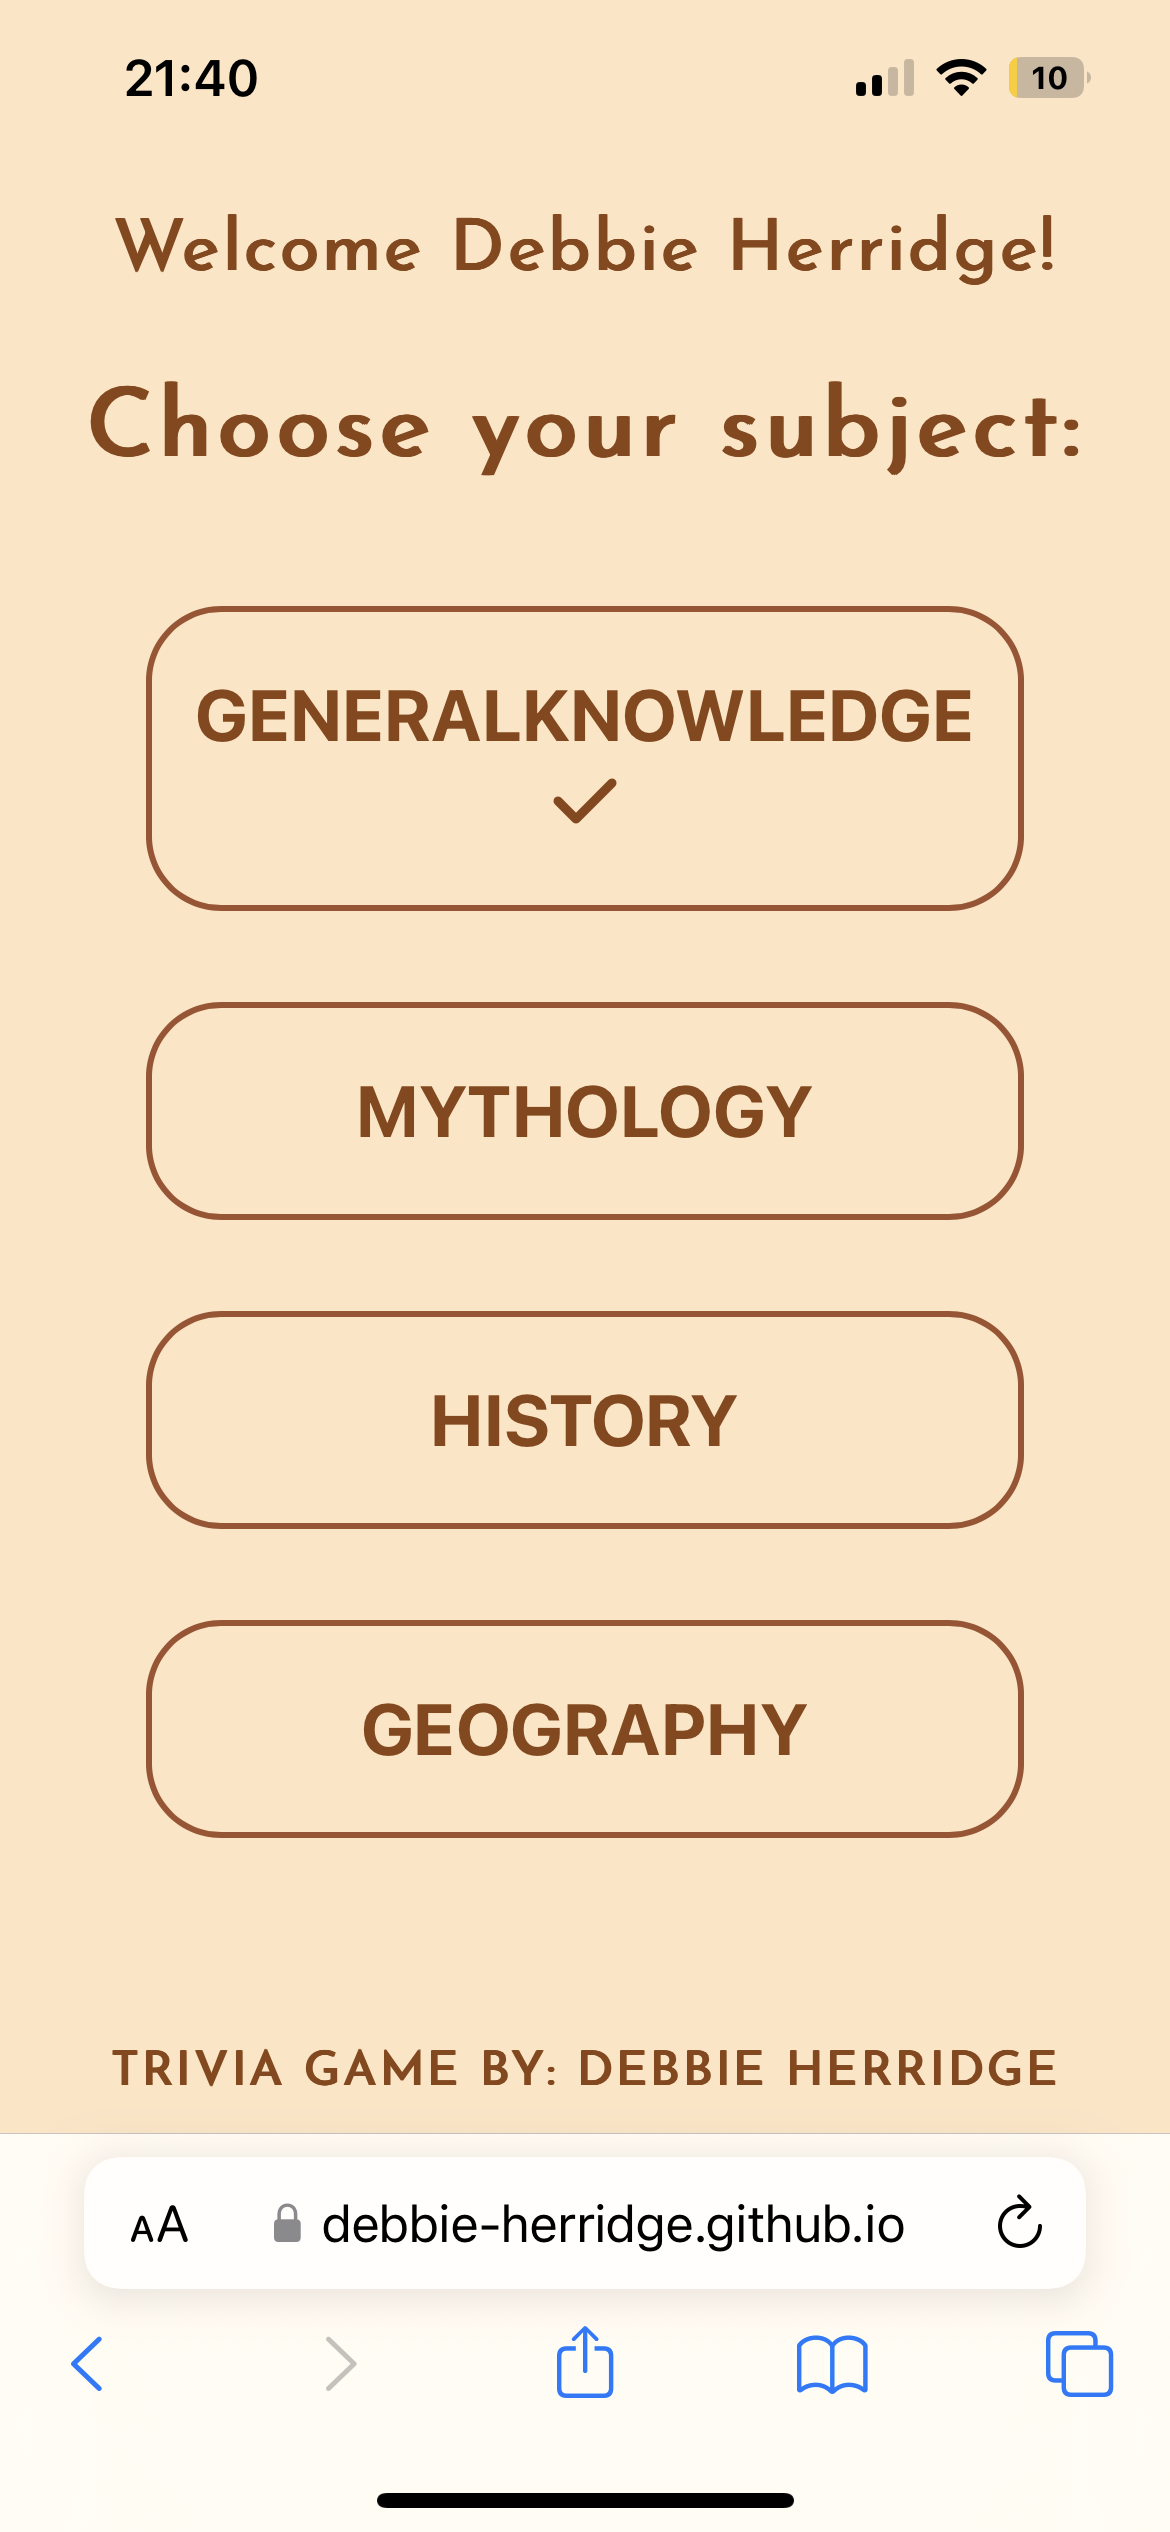 21:40
10
Welcome Debbie Herridge!
Choose your subject:
GENERALKNOWLEDGE
MYTHOLOGY
HISTORY
GEOGRAPHY
TRIVIA GAME BY: DEBBIE HERRIDGE
AA debbie-herridge.github.io